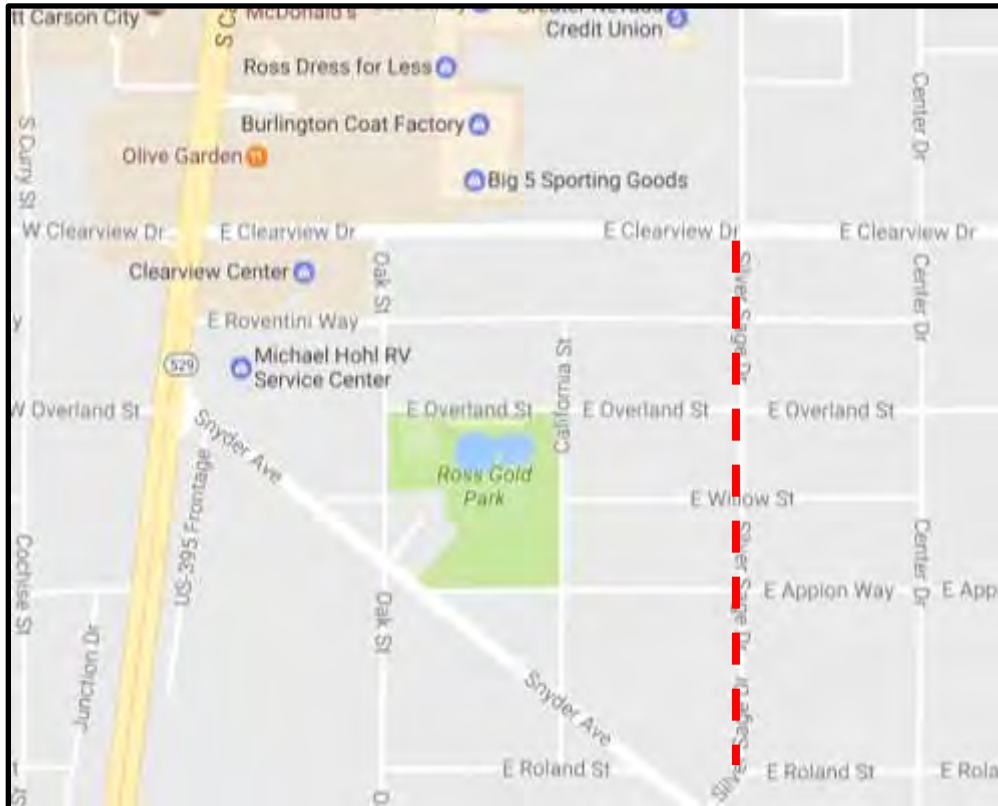 tt Carson City
McDonald's
Credit Union
S
Ross Dress for Less
Center Dr
S Curry St
Burlington Coat Factory
Olive Garden
Big 5 Sporting Goods
W Clearview Dr
E Clearview Dr
E Clearview Dr
E Clearview Dr
Clearview Center
Oak St
Silver Sage Dr
Center Dr
y
E Roventini Way
Michael Hohl RV
Service Center
529
California St
W Overland St
E Overland St
E Overland St
E Overland St
Snyder Ave
Ross Gold
Park
US-395 Frontage
E Willow St
Cochise St
Silver Sage Dr
Center Dr
E Appion Way
E App
Oak St
Junction Dr
Snyder Ave
E Roland St
E Roland St
E Rola